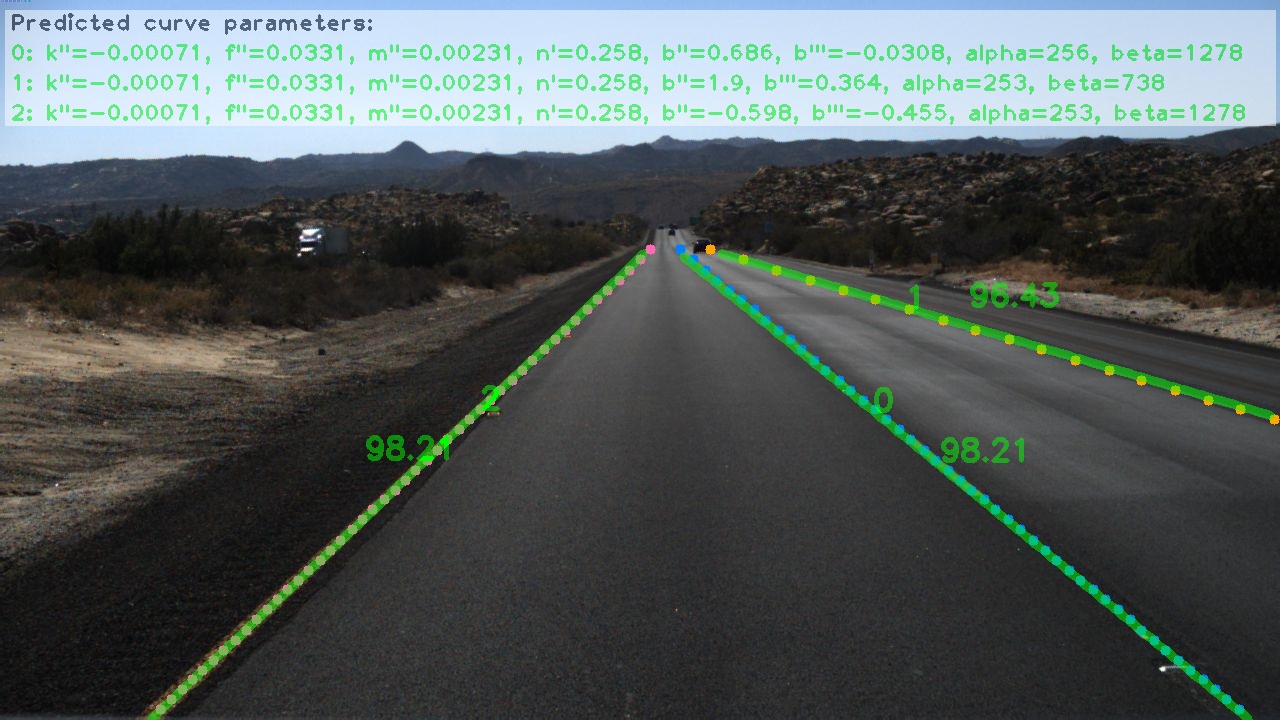 Predicted curve parameters:
0: k''=-0.00071, f''=0.0331, m''=0.00231, n'=0.258, b''=0.686, b'''=-0.0308, alpha=256, beta=1278
1: k''=-0.00071, f''=0.0331, m''=0.00231, n'=0.258, b''=1.9, b'''=0.364, alpha=253, beta=738
2: k''=-0.00071, f''=0.0331, m''=0.00231, n'=0.258, b''=-0.598, b'''=-0.455, alpha=253, beta=1278
1 96.43
2 0
98.21 98.21